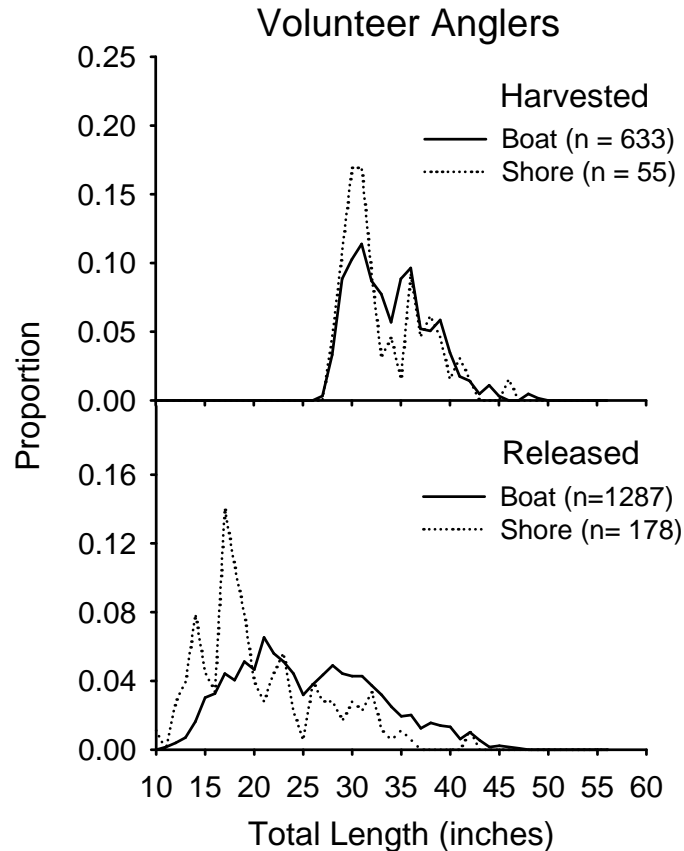 Volunteer Anglers
0.25
Harvested
0.20
Boat (n = 633)
Shore (n = 55)
0.15
0.10
0.05
0.00
Proportion
Released
0.16
Boat (n=1287)
Shore (n= 178)
0.12
0.08
0.04
0.00
10 15 20 25 30 35 40 45 50 55 60
Total Length (inches)